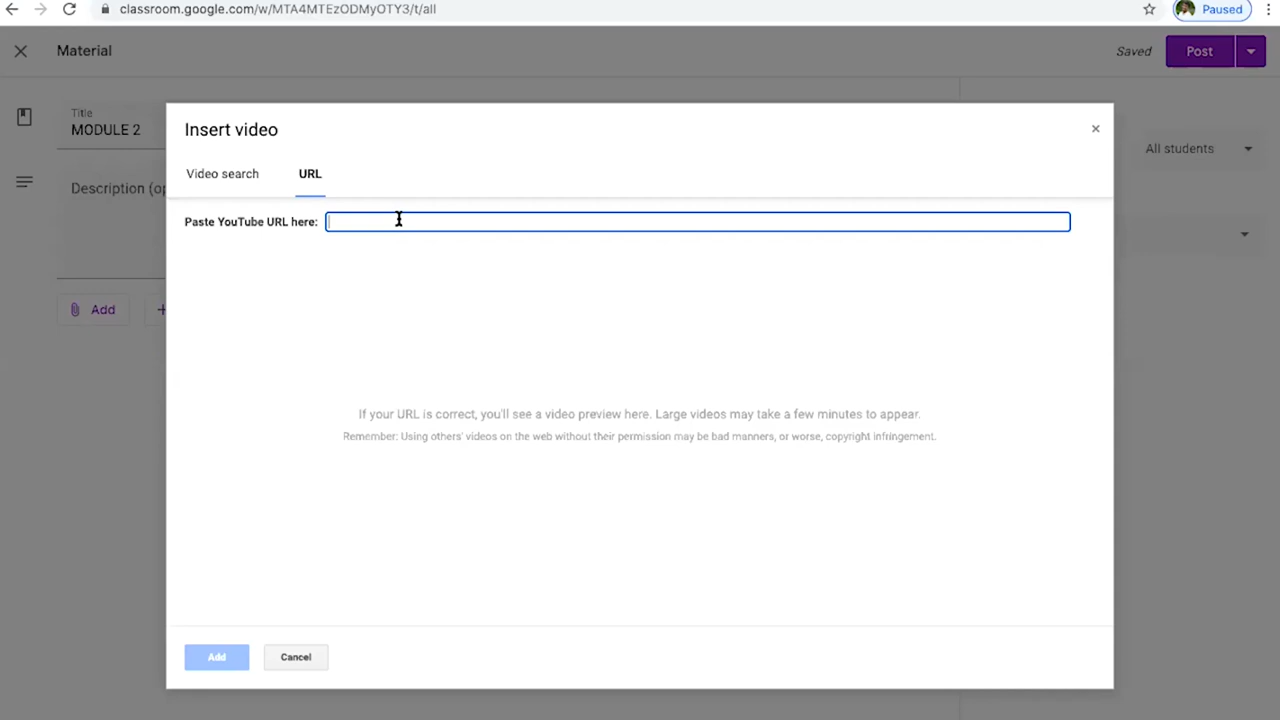 classroom.google.com/w/MTA4MTEzODMyOTY3/t/all
Paused
Material
Saved
Post
Title
MODULE 2
All students
Description (op
Add
Insert video
Video search
URL
Paste YouTube URL here:
If your URL is correct, you'll see a video preview here. Large videos may take a few minutes to appear.
Remember: Using others' videos on the web without their permission may be bad manners, or worse, copyright infringement.
Add
Cancel